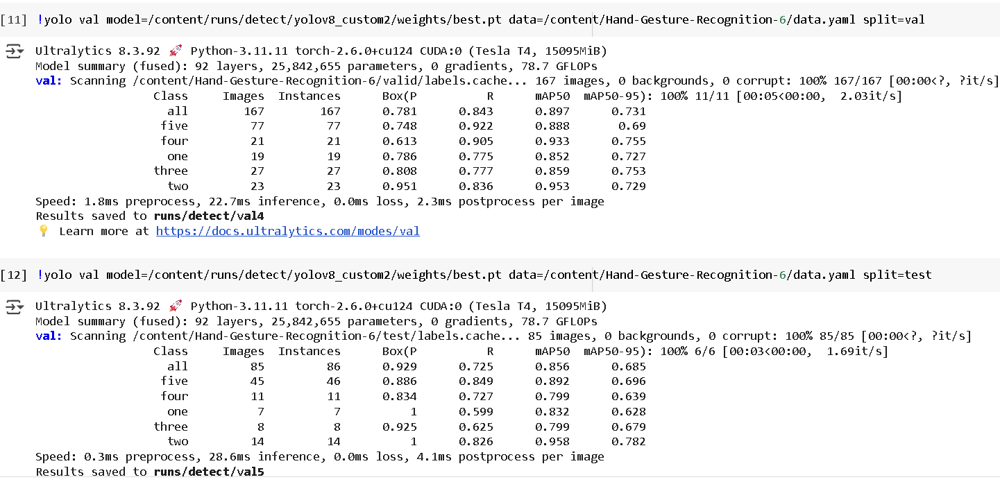 [11] !yolo val model=/content/runs/detect/yolov8_custom2/weights/best.pt data=/content/Hand-Gesture-Recognition-6/data.yaml split=val
Ultralytics 8.3.92 🚀 Python-3.11.11 torch-2.6.0+cu124 CUDA:0 (Tesla T4, 15095MiB)
Model summary (fused): 92 layers, 25,842,655 parameters, 0 gradients, 78.7 GFLOPs
val: Scanning /content/Hand-Gesture-Recognition-6/valid/labels.cache... 167 images, 0 backgrounds, 0 corrupt: 100% 167/167 [00:00<?, ?it/s]
Class Images Instances Box(P R mAP50 mAP50-95): 100% 11/11 [00:05<00:00, 2.03it/s]
all 167 167 0.781 0.843 0.897 0.731
five 77 77 0.748 0.922 0.888 0.69
four 21 21 0.613 0.905 0.933 0.755
one 19 19 0.786 0.775 0.852 0.727
three 27 27 0.808 0.777 0.859 0.753
two 23 23 0.951 0.836 0.953 0.729
Speed: 1.8ms preprocess, 22.7ms inference, 0.0ms loss, 2.3ms postprocess per image
Results saved to runs/detect/val4
💡 Learn more at https://docs.ultralytics.com/modes/val
[12] !yolo val model=/content/runs/detect/yolov8_custom2/weights/best.pt data=/content/Hand-Gesture-Recognition-6/data.yaml split=test
Ultralytics 8.3.92 🚀 Python-3.11.11 torch-2.6.0+cu124 CUDA:0 (Tesla T4, 15095MiB)
Model summary (fused): 92 layers, 25,842,655 parameters, 0 gradients, 78.7 GFLOPs
val: Scanning /content/Hand-Gesture-Recognition-6/test/labels.cache... 85 images, 0 backgrounds, 0 corrupt: 100% 85/85 [00:00<?, ?it/s]
Class Images Instances Box(P R mAP50 mAP50-95): 100% 6/6 [00:03<00:00, 1.69it/s]
all 85 86 0.929 0.725 0.856 0.685
five 45 46 0.886 0.849 0.892 0.696
four 11 11 0.834 0.727 0.799 0.639
one 7 7 1 0.599 0.832 0.628
three 8 8 0.925 0.625 0.799 0.679
two 14 14 1 0.826 0.958 0.782
Speed: 0.3ms preprocess, 28.6ms inference, 0.0ms loss, 4.1ms postprocess per image
Results saved to runs/detect/val5